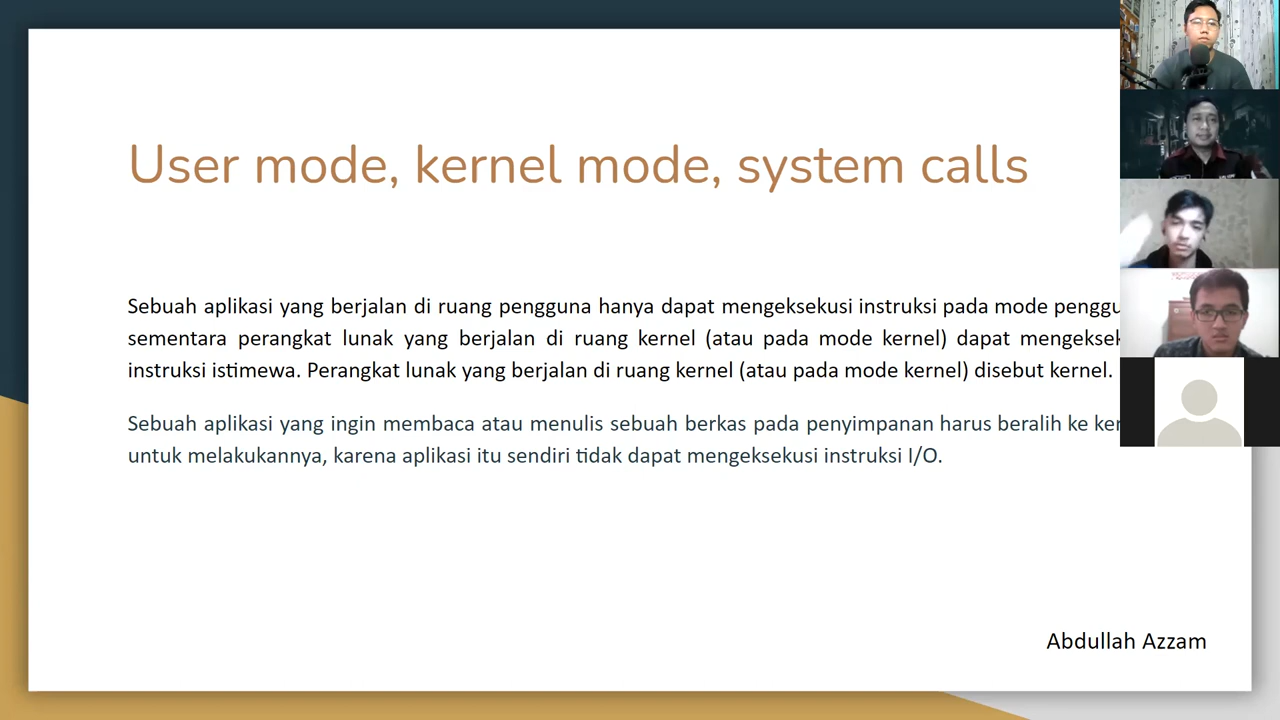 User mode, kernel mode, system calls
Sebuah aplikasi yang berjalan di ruang pengguna hanya dapat mengeksekusi instruksi pada mode
sementara perangkat lunak yang berjalan di ruang kernel (atau pada mode kernel) dapat
instruksi istimewa. Perangkat lunak yang berjalan di ruang kernel (atau pada mode kernel) disebut kernel.
Sebuah aplikasi yang ingin membaca atau menulis sebuah berkas pada penyimpanan harus beralih ke
untuk melakukannya, karena aplikasi itu sendiri tidak dapat mengeksekusi instruksi I/O.
Abdullah Azzam